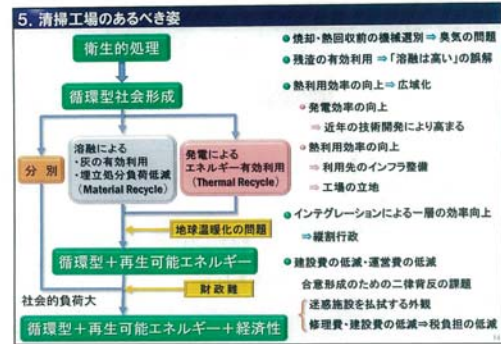 5. 清掃工場のあるべき姿
衛生的処理
循環型社会形成
分 別
溶融による
・灰の有効利用
・埋立処分負荷低減
(Material Recycle)
発電による
エネルギー有効利用
(Thermal Recycle)
地球温暖化の問題
循環型+再生可能エネルギー
財政難
社会的負荷大
循環型+再生可能エネルギー+経済性
焼却・熱回収前の機械選別⇒臭気の問題
残渣の有効利用⇒「溶融は高い」の誤解
熱利用効率の向上⇒広域化
発電効率の向上
⇒近年の技術開発により高まる
熱利用効率の向上
⇒利用先のインフラ整備
⇒工場の立地
インテグレーションによる一層の効率向上
⇒縦割行政
建設費の低減・運営費の低減
合意形成のための二律背反の課題
迷惑施設を払拭する外観
修理費・建設費の低減⇒税負担の低減